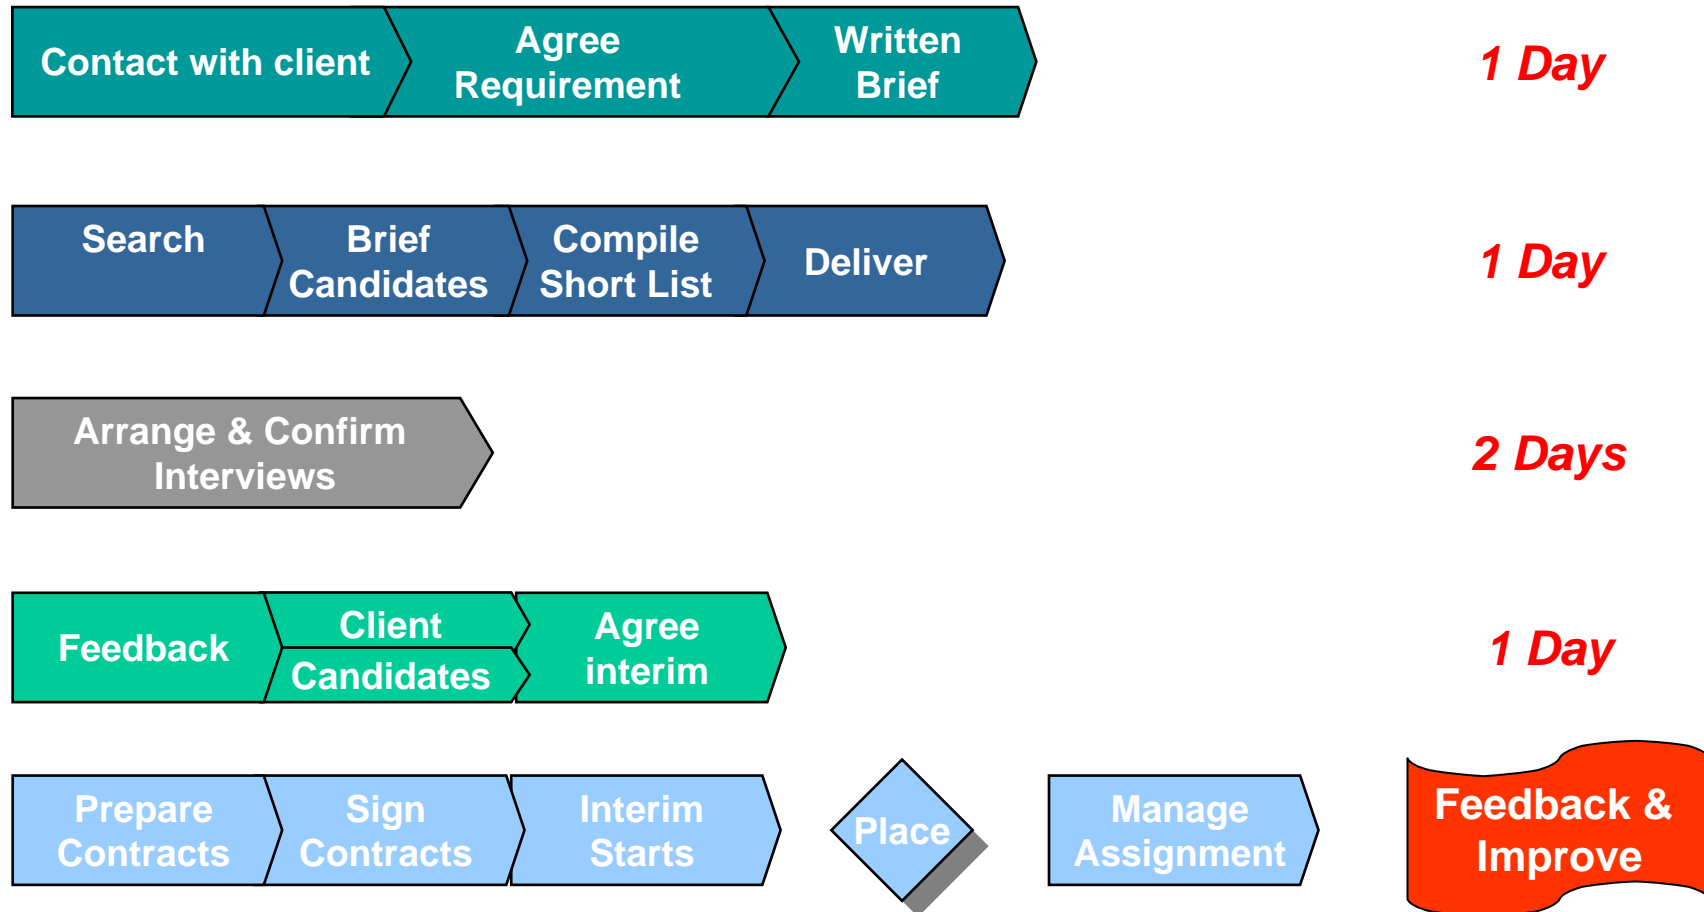 Contact with client
Agree
Requirement
Written
Brief
1 Day
Search
Brief
Candidates
Compile
Short List
Deliver
1 Day
Arrange & Confirm
Interviews
2 Days
Feedback
Client
Candidates
Agree
interim
1 Day
Prepare
Contracts
Sign
Contracts
Interim
Starts
Place
Manage
Assignment
Feedback &
Improve